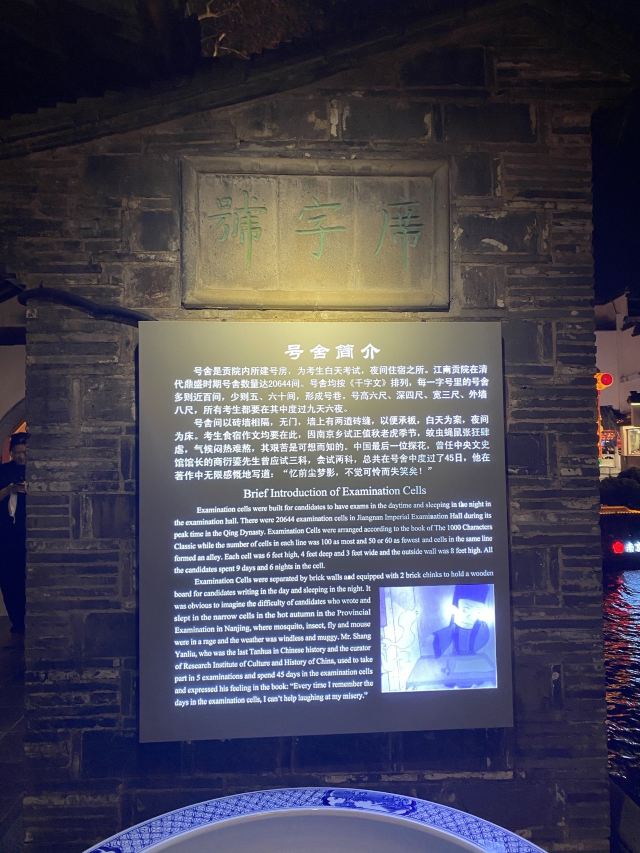 字號
号舍简介
号舍是贡院内所建号房，为考生白天考试，夜间住宿之所。江南贡院在清
代鼎盛时期号舍数量达20644间。号舍均按《千字文》排列，每一字号里的号舍
多则近百间，少则五、六十间，形成号巷，号高六尺、深四尺、宽三尺、外墙
八尺，所有考生都要在其中度过九天六夜。
号舍间以砖墙相隔，无门，墙上有两道砖缝，以便承板，白天为案，夜间
为床。考生食宿作文均要在此，因南京乡试正值秋老虎季节，蚊虫蝇鼠张狂肆
虐，气候闷热难熬，其艰苦是可想而知的。中国最后一位探花，曾任中央文史
馆馆长的商衍鎏先生曾应试三科，会试两科，总共在号舍中度过了45日，他在
著作中无限感慨地写道：“忆前尘梦影，不觉可怜而失笑矣！”
Brief Introduction of Examination Cells
Examination cells were built for candidates to have exams in the daytime and sleeping in the night in
the examination hall. There were 20644 examination cells in Jiangnan Imperial Examination Hall during its
peak time in the Qing Dynasty. Examination Cells were arranged according to the book of The 1000 Characters
Classic while the number of cells in each line was 100 as most and 50 or 60 as fewest and cells in the same line
formed an alley. Each cell was 6 feet high, 4 feet deep and 3 feet wide and the outside wall was 8 feet high. All
the candidates spent 9 days and 6 nights in the cell.
Examination Cells were separated by brick walls and equipped with 2 brick chinks to hold a wooden
board for candidates writing in the day and sleeping in the night. It
was obvious to imagine the difficulty of candidates who wrote and
slept in the narrow cells in the hot autumn in the Provincial
Examination in Nanjing, where mosquito, insect, fly and mouse
were in a rage and the weather was windless and muggy. Mr. Shang
Yanliu, who was the last Tanhua in Chinese history and the curator
of Research Institute of Culture and History of China, used to take
part in 5 examinations and spend 45 days in the examination cells
and expressed his feeling in the book: “Every time I remember the
days in the examination cells, I can’t help laughing at my misery.”